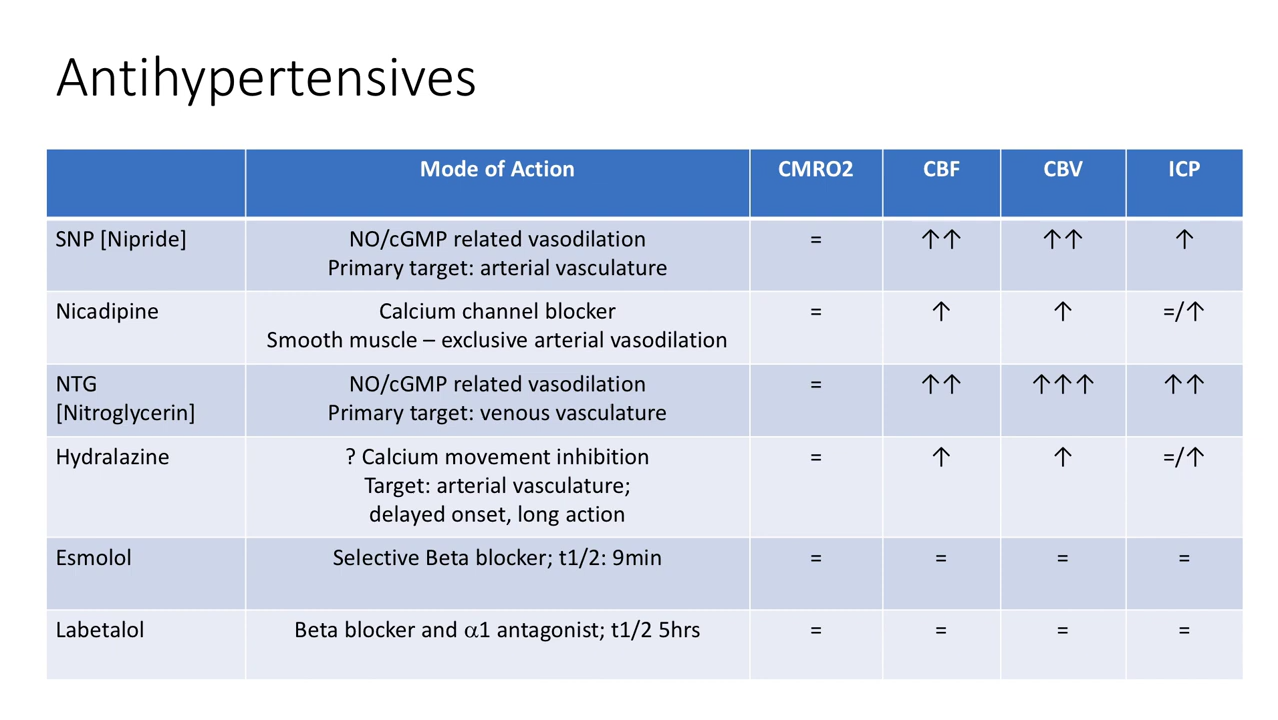 Antihypertensives
Mode of Action CMRO2 CBF CBV ICP
SNP [Nipride] NO/cGMP related vasodilation = ↑↑ ↑↑ ↑
Primary target: arterial vasculature
Nicadipine Calcium channel blocker = ↑ ↑ =/↑
Smooth muscle – exclusive arterial vasodilation
NTG NO/cGMP related vasodilation = ↑↑ ↑↑↑ ↑↑
[Nitroglycerin] Primary target: venous vasculature
Hydralazine ? Calcium movement inhibition = ↑ ↑ =/↑
Target: arterial vasculature;
delayed onset, long action
Esmolol Selective Beta blocker; t1/2: 9min = = = =
Labetalol Beta blocker and α1 antagonist; t1/2 5hrs = = = =